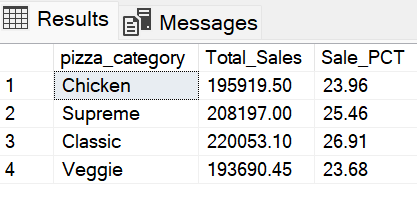 Results Messages
pizza_category Total_Sales Sale_PCT
1 Chicken 195919.50 23.96
2 Supreme 208197.00 25.46
3 Classic 220053.10 26.91
4 Veggie 193690.45 23.68